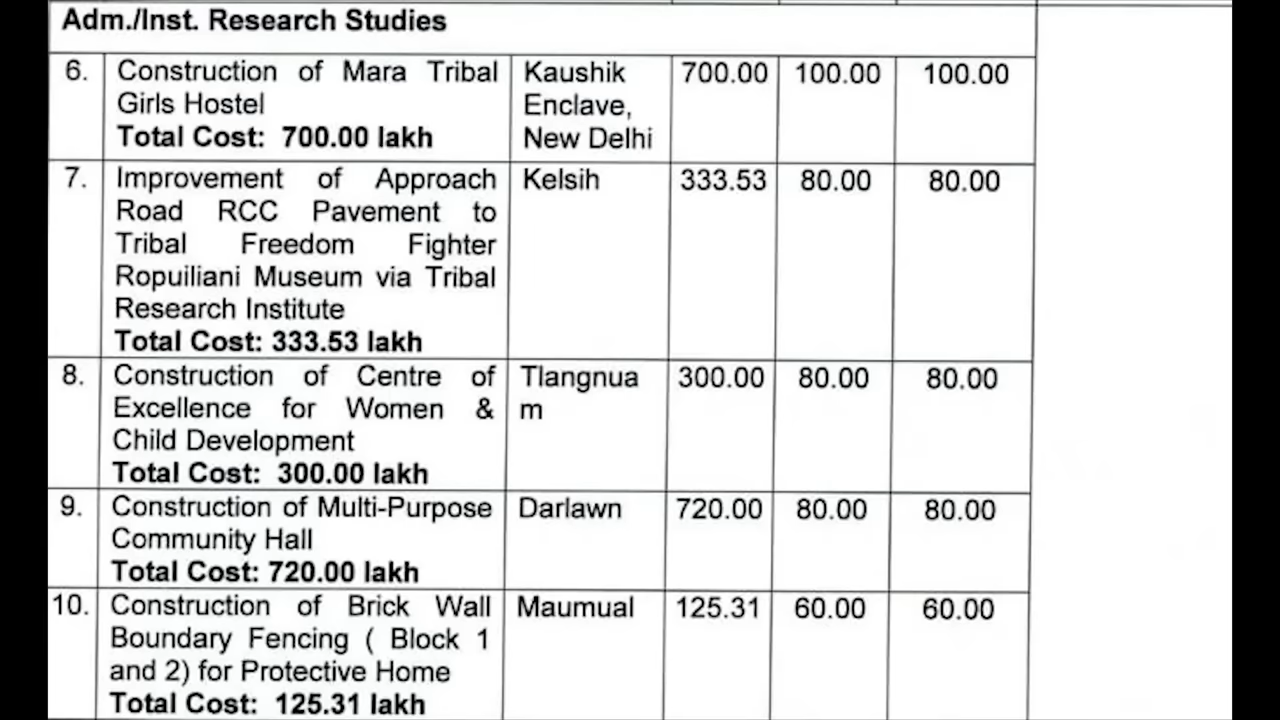 Adm./Inst. Research Studies
6. Construction of Mara Tribal Kaushik 700.00 100.00 100.00
Girls Hostel Enclave,
Total Cost: 700.00 lakh New Delhi
7. Improvement of Approach Kelsih 333.53 80.00 80.00
Road RCC Pavement to
Tribal Freedom Fighter
Ropuiliani Museum via Tribal
Research Institute
Total Cost: 333.53 lakh
8. Construction of Centre of Tlangnua 300.00 80.00 80.00
Excellence for Women & m
Child Development
Total Cost: 300.00 lakh
9. Construction of Multi-Purpose Darlawn 720.00 80.00 80.00
Community Hall
Total Cost: 720.00 lakh
10. Construction of Brick Wall Maumual 125.31 60.00 60.00
Boundary Fencing ( Block 1
and 2) for Protective Home
Total Cost: 125.31 lakh